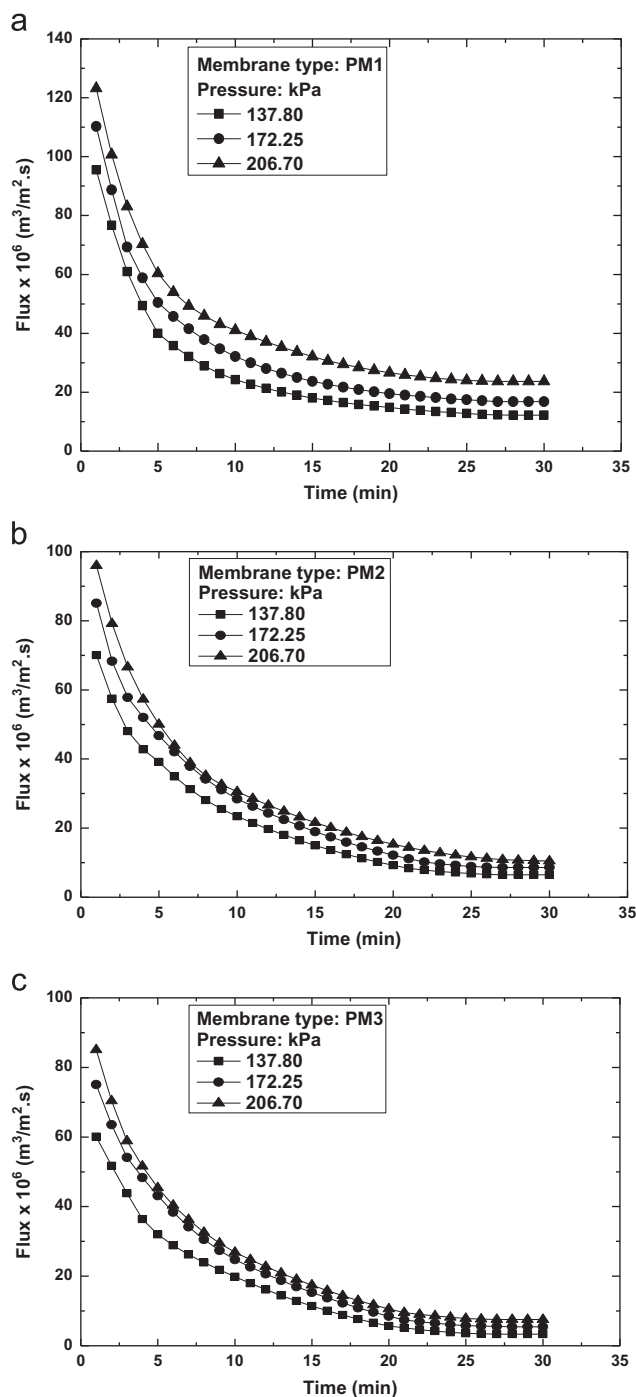 a
Membrane type: PM1
Pressure: kPa
137.80
172.25
206.70
140
120
100
80
60
40
20
0
Flux x 10⁶ (m³/m².s)
0 5 10 15 20 25 30 35
Time (min)
b
Membrane type: PM2
Pressure: kPa
137.80
172.25
206.70
100
80
60
40
20
0
Flux x 10⁶ (m³/m².s)
0 5 10 15 20 25 30 35
Time (min)
c
Membrane type: PM3
Pressure: kPa
137.80
172.25
206.70
100
80
60
40
20
0
Flux x 10⁶ (m³/m².s)
0 5 10 15 20 25 30 35
Time (min)